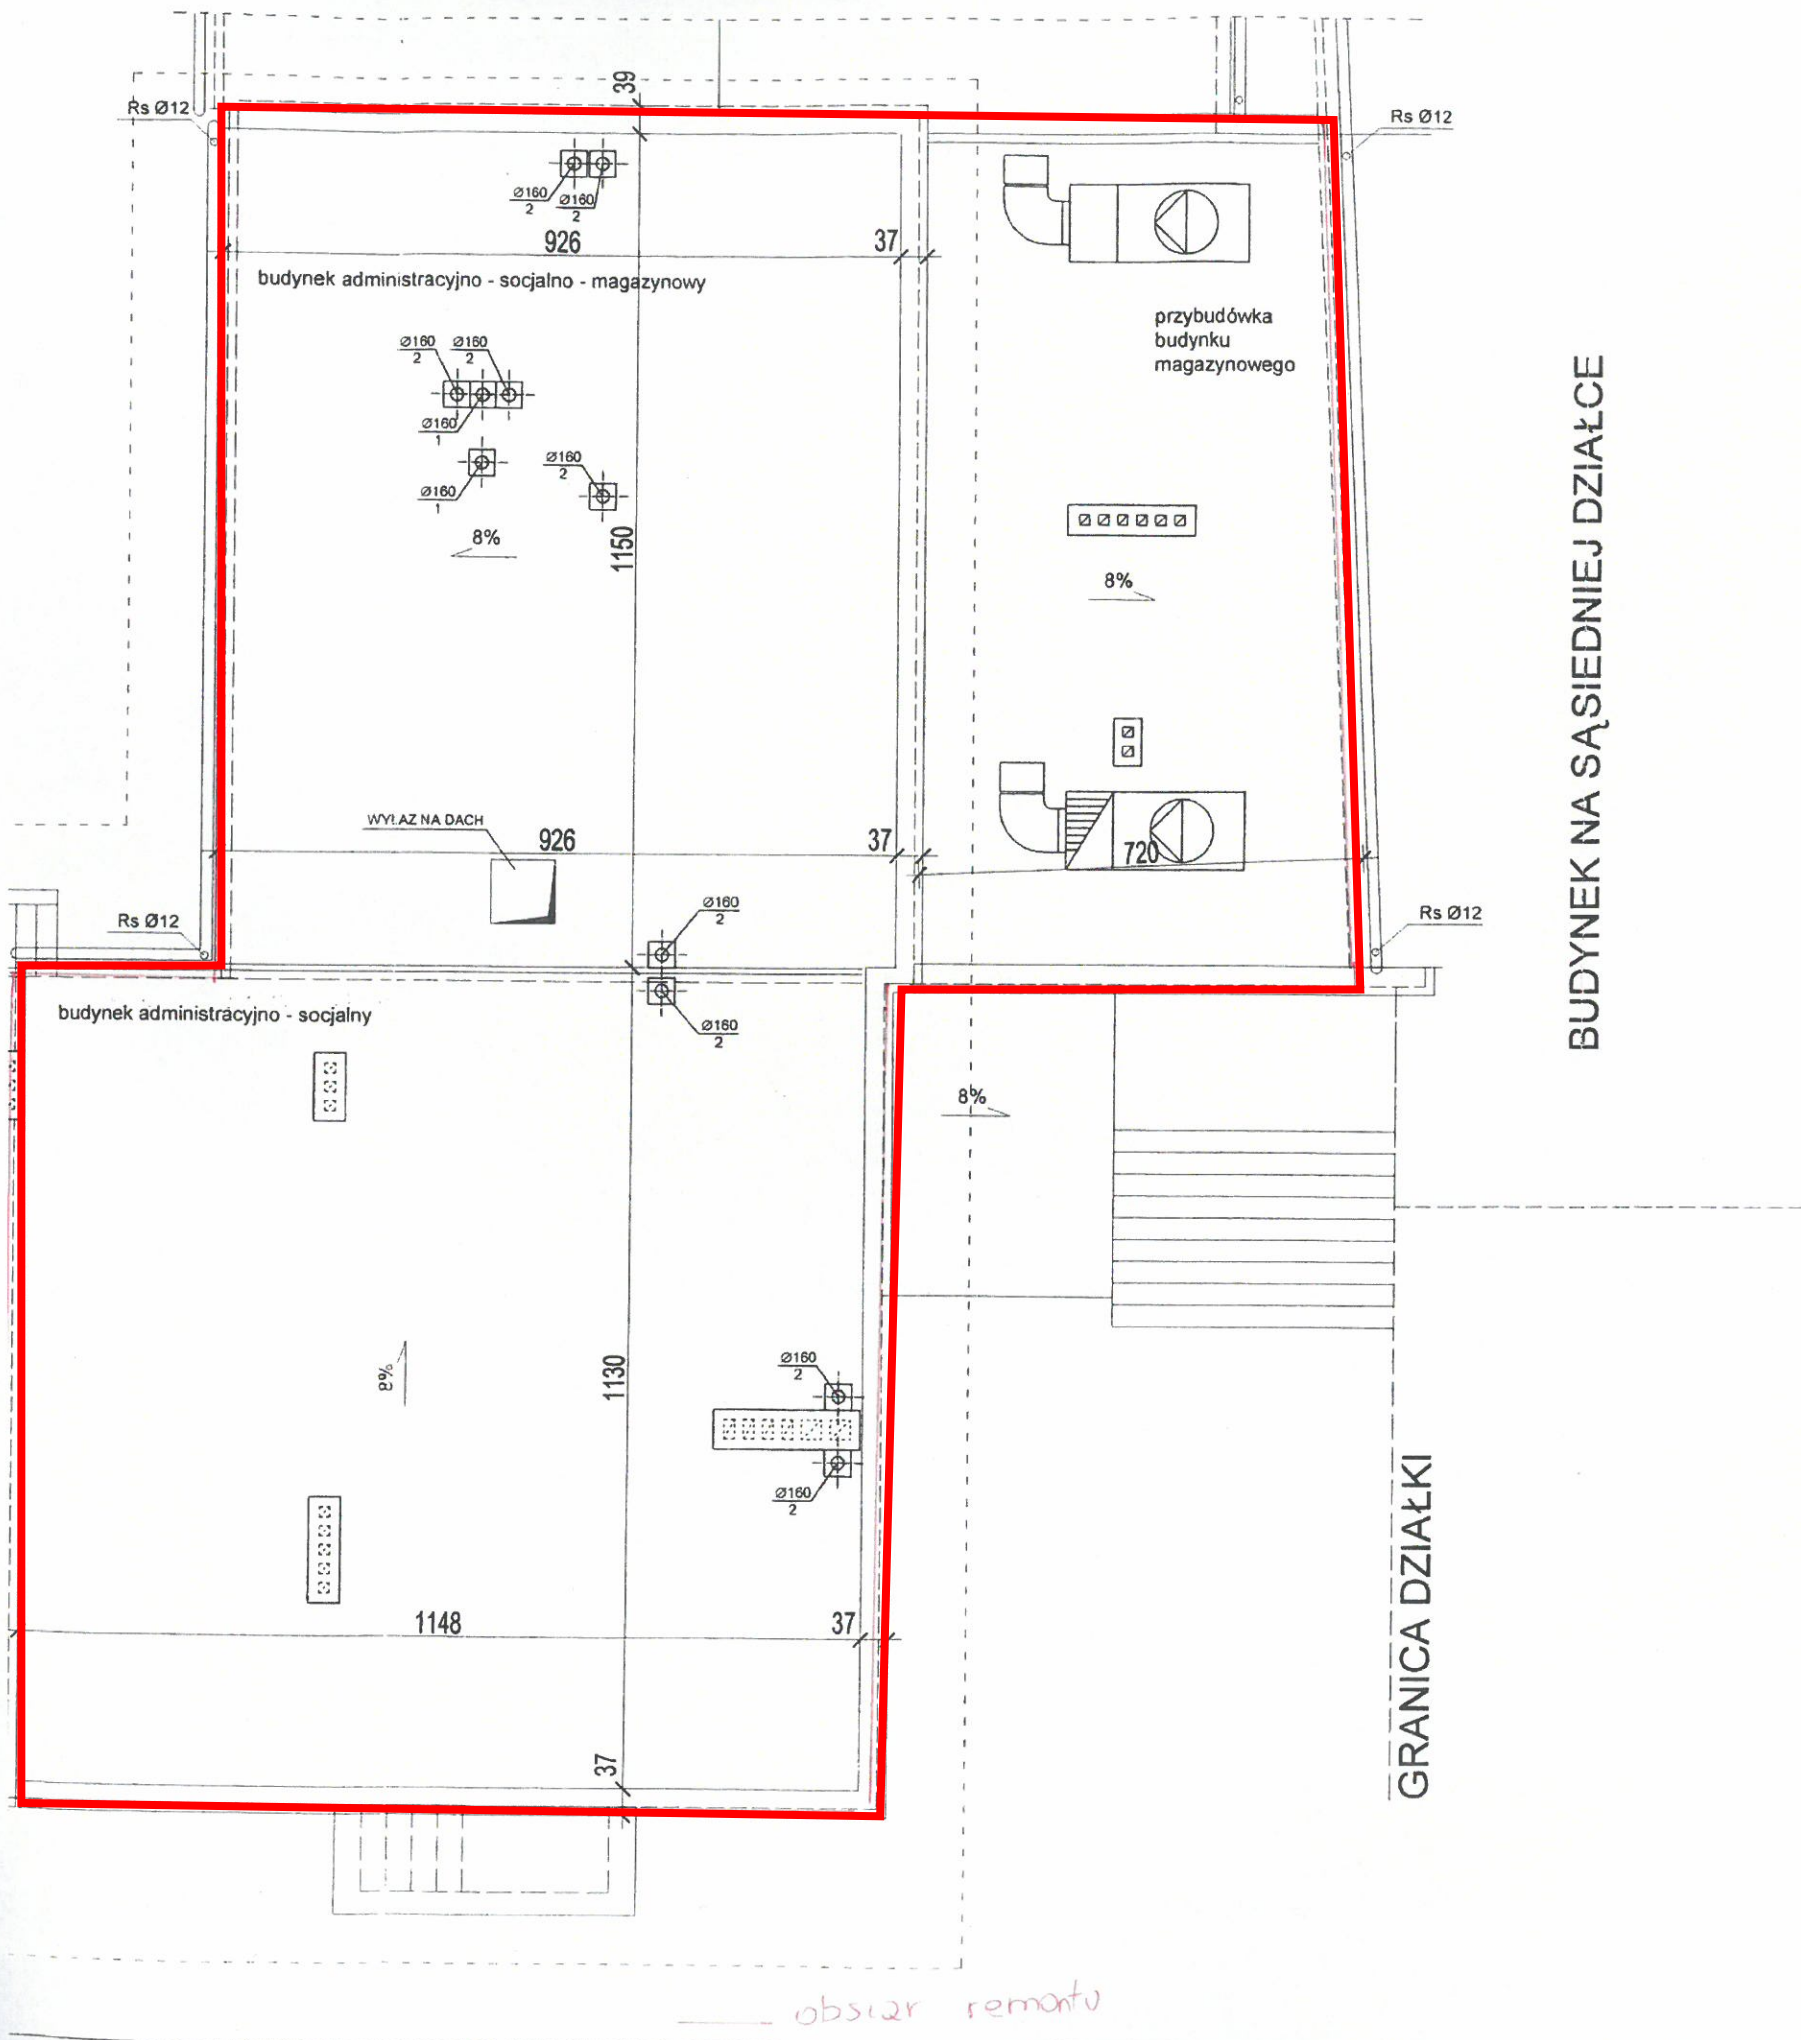 39
Rs Ø12
Rs Ø12
Ø160
2
Ø160
2
926
37
budynek administracyjno - socjalno - magazynowy
przybudówka
budynku
magazynowego
Ø160
2
Ø160
2
Ø160
1
Ø160
1
Ø160
2
8%
1150
8%
BUDYNEK NA SĄSIEDNIEJ DZIAŁCE
WYŁAZ NA DACH
926
37
720
Rs Ø12
Ø160
2
Rs Ø12
budynek administracyjno - socjalny
Ø160
2
8%
8%
1130
Ø160
2
Ø160
2
1148
37
GRANICA DZIAŁKI
37
obszar remontu